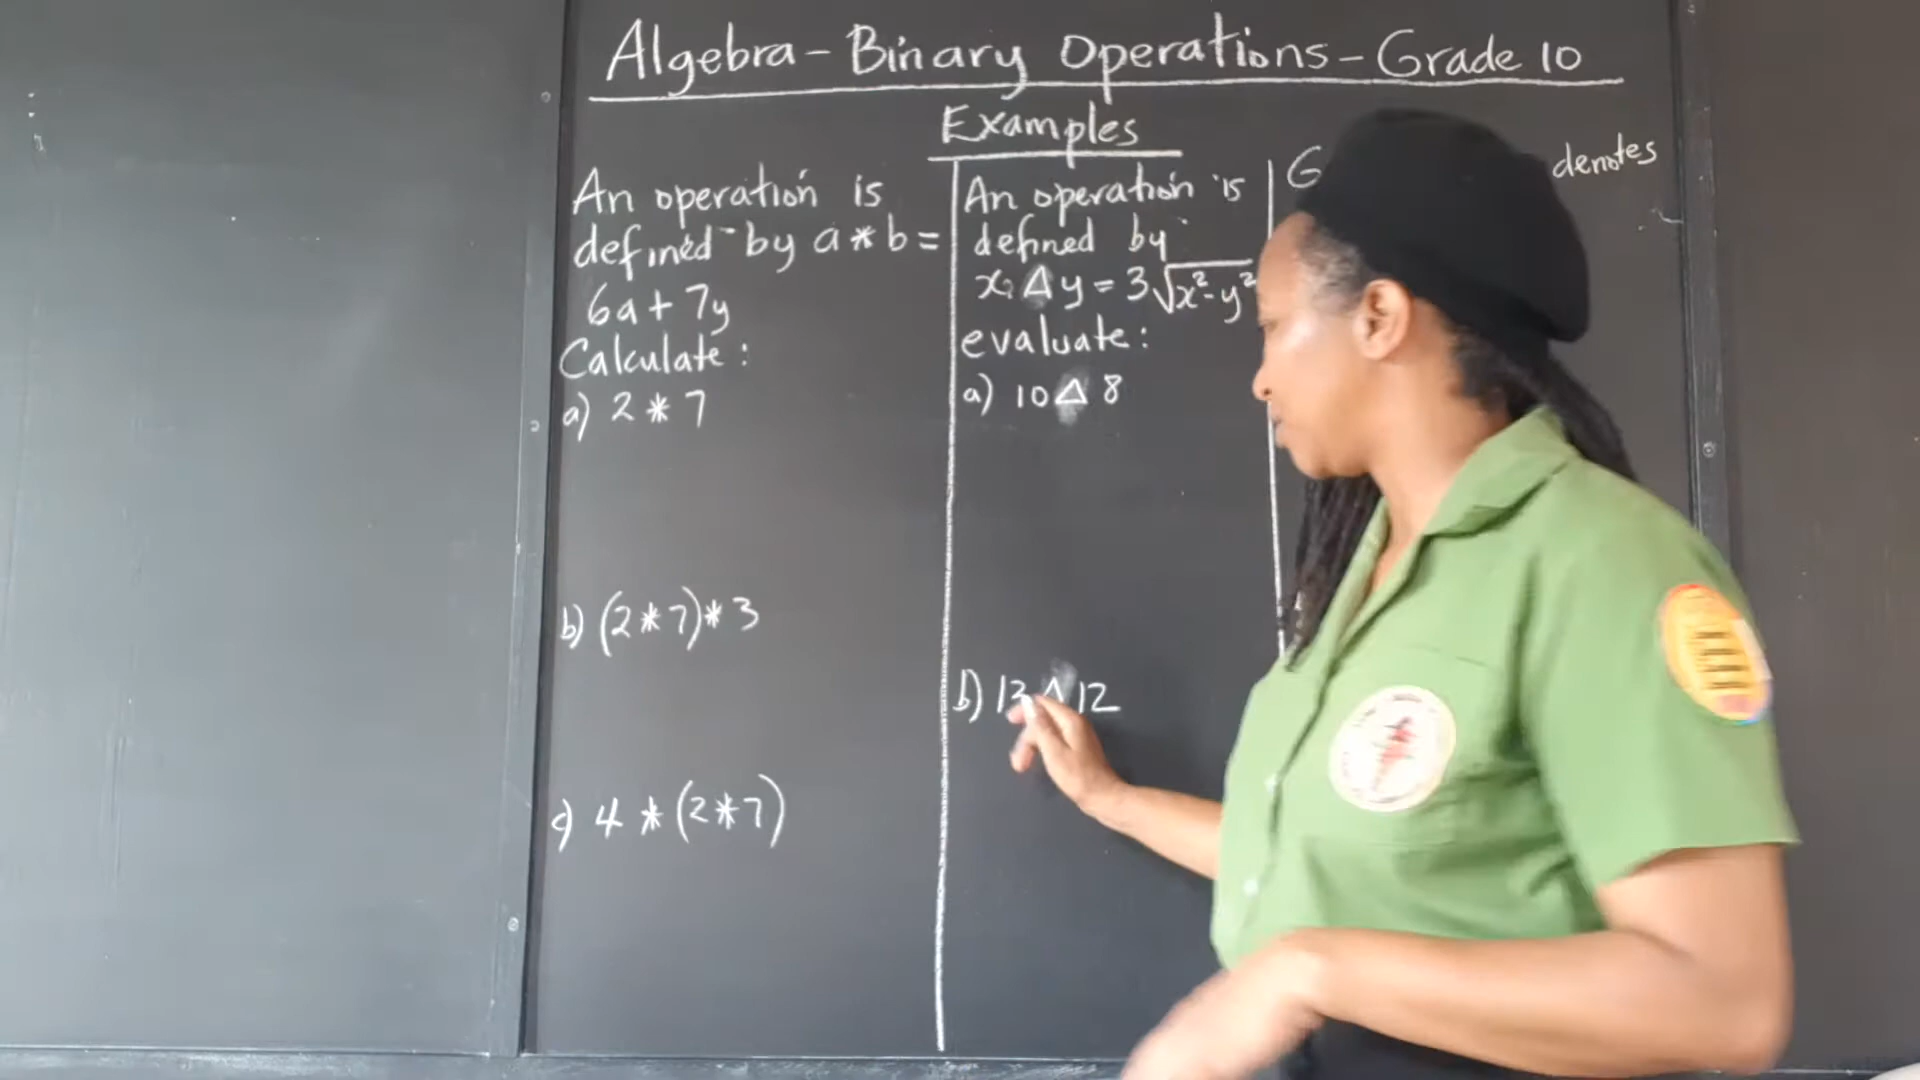 Algebra - Binary Operations - Grade 10
Examples
An operation is
defined by a * b =
6a + 7y
Calculate :
a) 2 * 7
b) (2 * 7) * 3
c) 4 * (2 * 7)
An operation is
defined by
x Δ y = 3√x²-y²
evaluate :
a) 10 Δ 8
b) 13 Δ 12
denotes